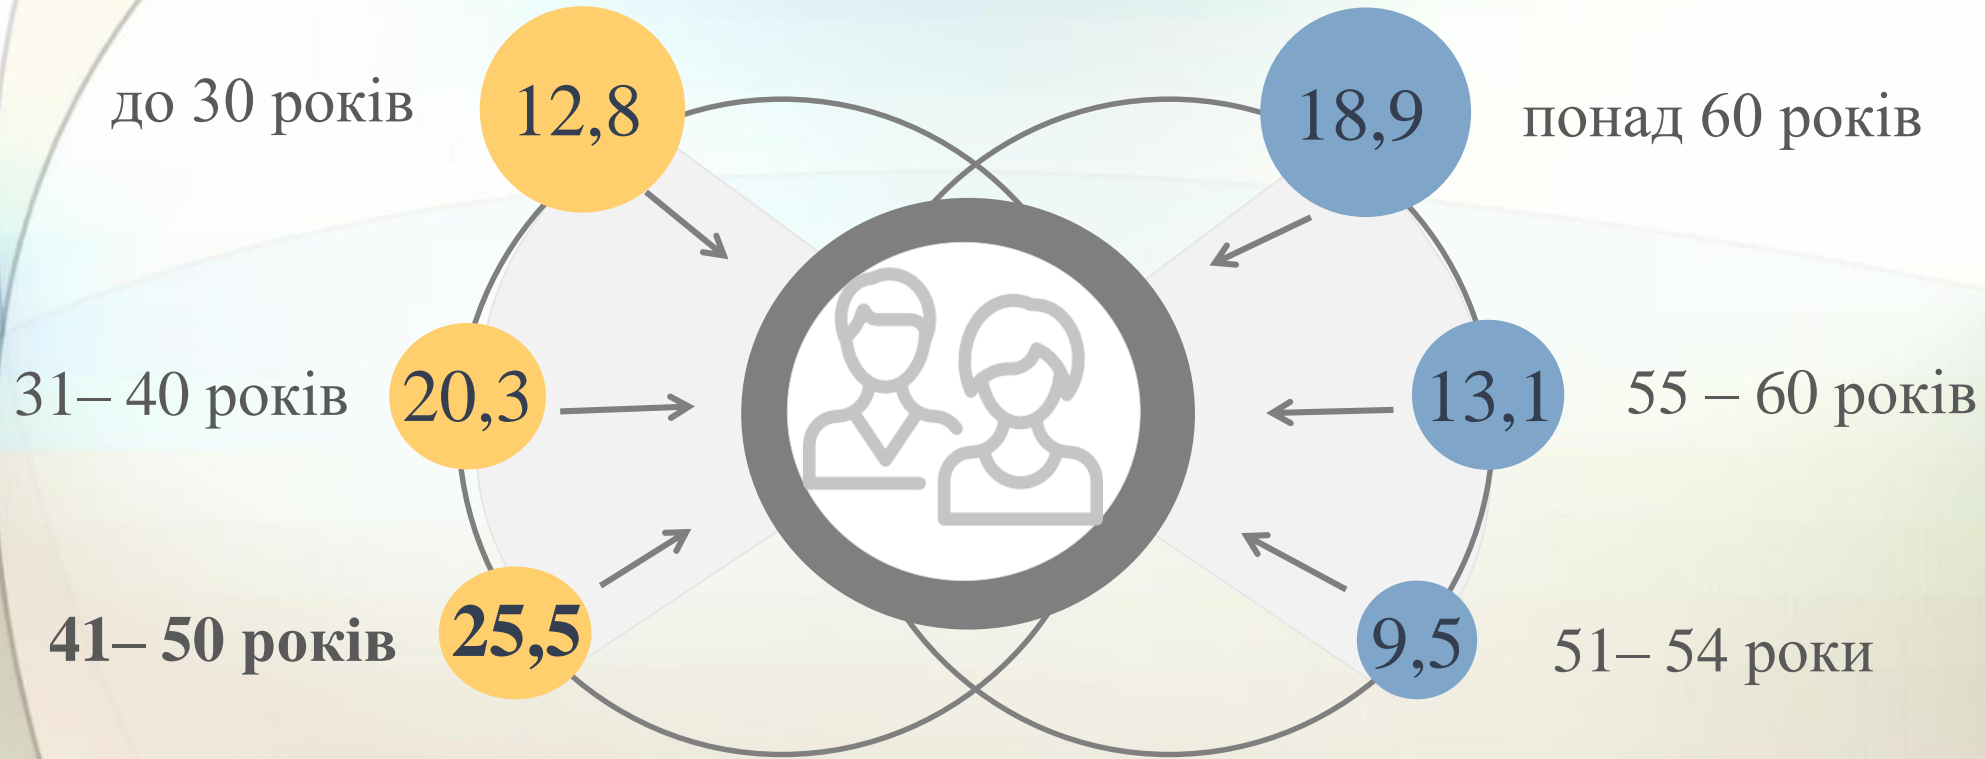 до 30 років
12,8
18,9
понад 60 років
31– 40 років
20,3
13,1
55 – 60 років
41– 50 років
25,5
9,5
51– 54 роки